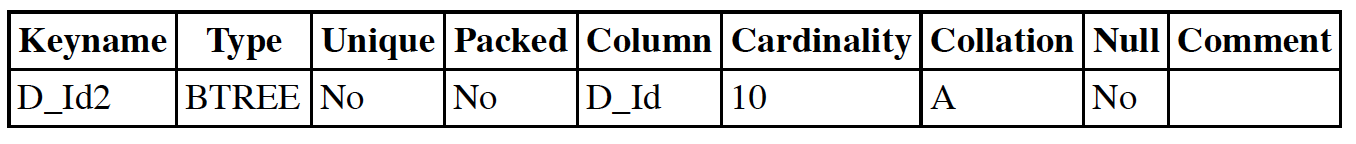 Keyname Type Unique Packed Column Cardinality Collation Null Comment
D_Id2 BTREE No No D_Id 10 A No